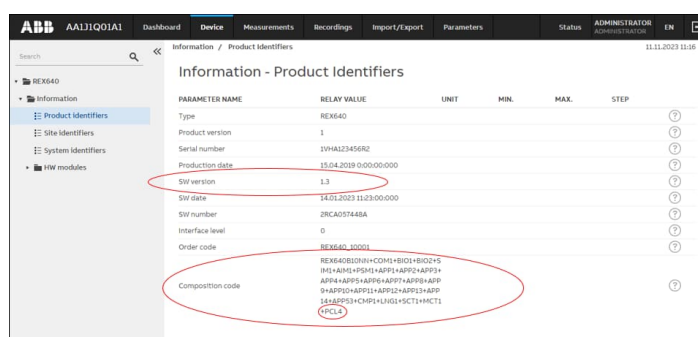 ABB AA1J1Q01A1 Dashboard Device Measurements Recordings Import/Export Parameters Status ADMINISTRATOR EN
ADMINISTRATOR
Information / Product Identifiers 11.11.2023 11:16
Search
Information - Product Identifiers
REX640
Information
Product identifiers
Site identifiers
System identifiers
HW modules
PARAMETER NAME RELAY VALUE UNIT MIN. MAX. STEP
Type REX640
Product version 1
Serial number 1VHA123456R2
Production date 15.04.2019 0:00:00:000
SW version 1.3
SW date 14.01.2023 11:23:00:000
SW number 2RCA057448A
Interface level 0
Order code REX640_10001
Composition code
REX640B10NN+COM1+BIO1+BIO2+S
IM1+AIM1+PSM1+APP1+APP2+APP3+
APP4+APP5+APP6+APP7+APP8+APP
9+APP10+APP11+APP12+APP13+APP
14+APP53+CMP1+LNG1+SCT1+MCT1
+PCL4